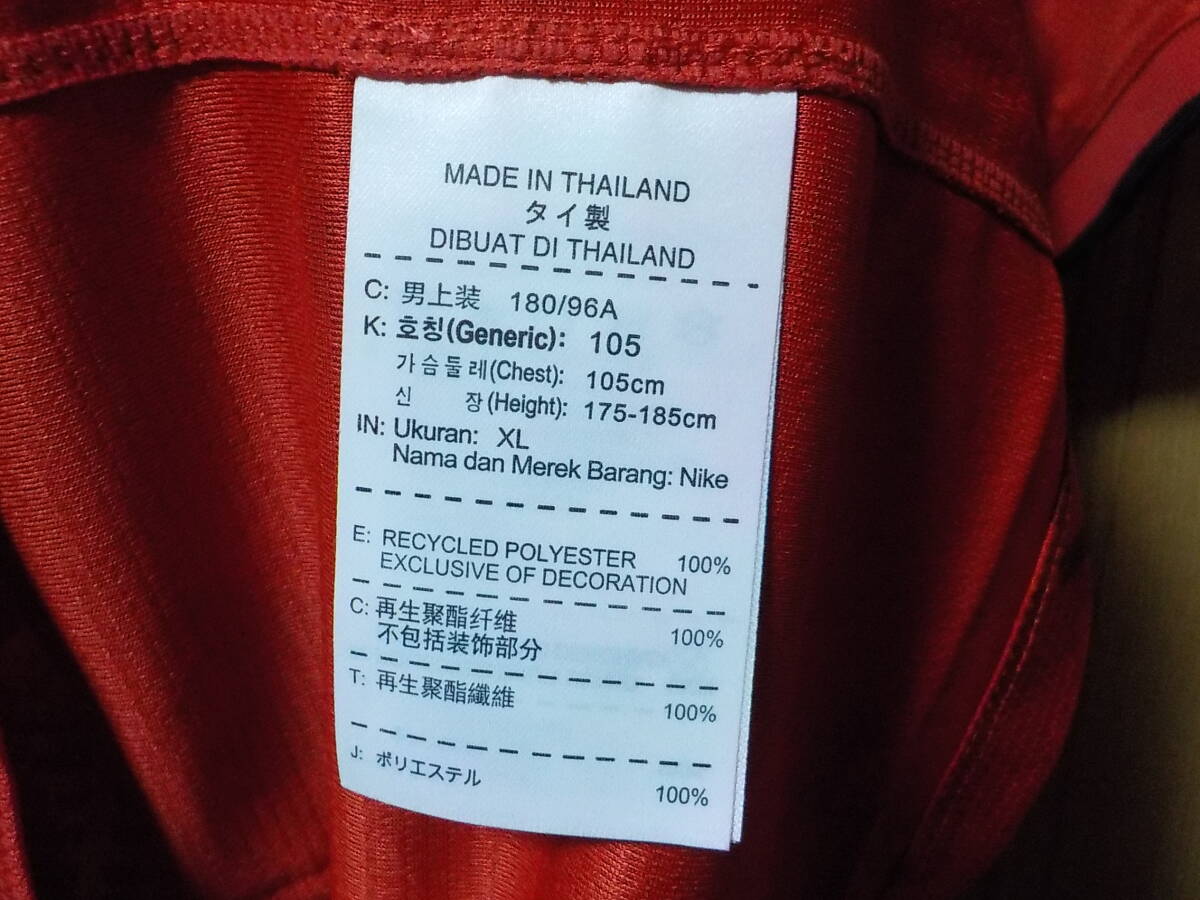 MADE IN THAILAND
タイ製
DIBUAT DI THAILAND
C: 男上装 180/96A
K: 호칭(Generic): 105
가슴둘레(Chest): 105cm
신 장(Height): 175-185cm
IN: Ukuran: XL
Nama dan Merek Barang: Nike
E: RECYCLED POLYESTER 100%
EXCLUSIVE OF DECORATION
C: 再生聚酯纤维 100%
不包括装饰部分
T: 再生聚酯纖維 100%
J: ポリエステル 100%